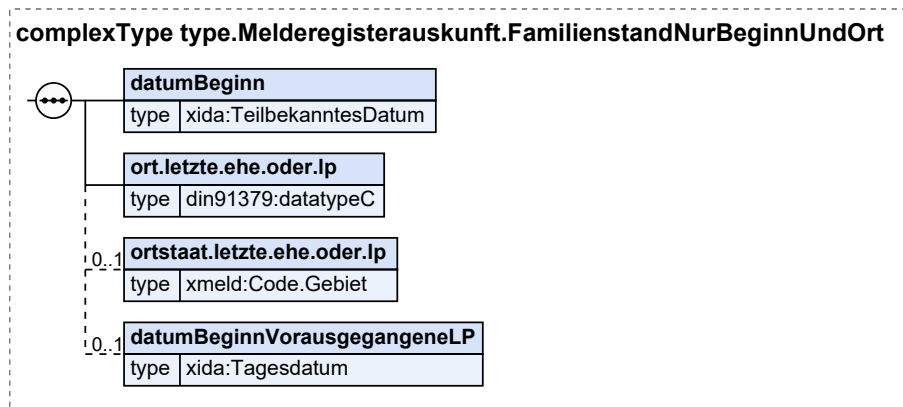 complexType type.Melderegisterauskunft.FamilienstandNurBeginnUndOrt
datumBeginn
type xida:TeilbekanntesDatum
ort.letzte.ehe.oder.lp
type din91379:datatypeC
0..1 ortstaat.letzte.ehe.oder.lp
type xmeld:Code.Gebiet
0..1 datumBeginnVorausgegangeneLP
type xida:Tagesdatum